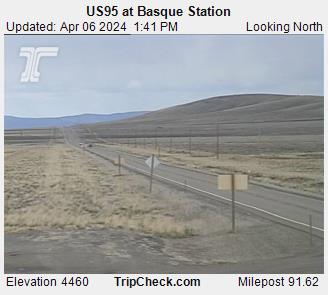 US95 at Basque Station
Updated: Apr 06 2024 1:41 PM Looking North
Elevation 4460 TripCheck.com Milepost 91.62